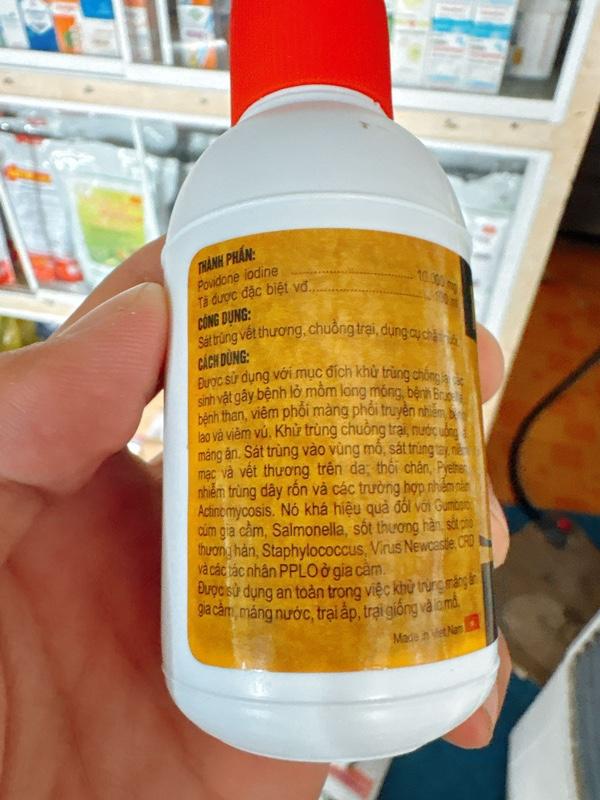 THÀNH PHẦN:
Povidone iodine ........................... 10.000 mg
Tá dược đặc biệt vđ........................... 100 ml
CÔNG DỤNG:
Sát trùng vết thương, chuồng trại, dụng cụ chăn nuôi.
CÁCH DÙNG:
Được sử dụng với mục đích khử trùng chống lại các
sinh vật gây bệnh lở mồm long móng, bệnh Brucella,
bệnh than, viêm phổi màng phổi truyền nhiễm, bệnh
lao và viêm vú. Khử trùng chuồng trại, nước uống,
máng ăn. Sát trùng vào vùng mổ, sát trùng tay, niêm
mạc và vết thương trên da; thối chân,
nhiễm trùng dây rốn và các trường hợp nhiễm nấm
Actinomycosis. Nó khá hiệu quả đối với Gumboro,
cúm gia cầm, Salmonella, sốt thương hàn, sốt phó
thương hàn, Staphylococcus, Virus Newcastle, CRD
và các tác nhân PPLO ở gia cầm.
Được sử dụng an toàn trong việc khử trùng máng ăn
gia cầm, máng nước, trại ấp, trại giống và lò mổ.
Made in Viet Nam